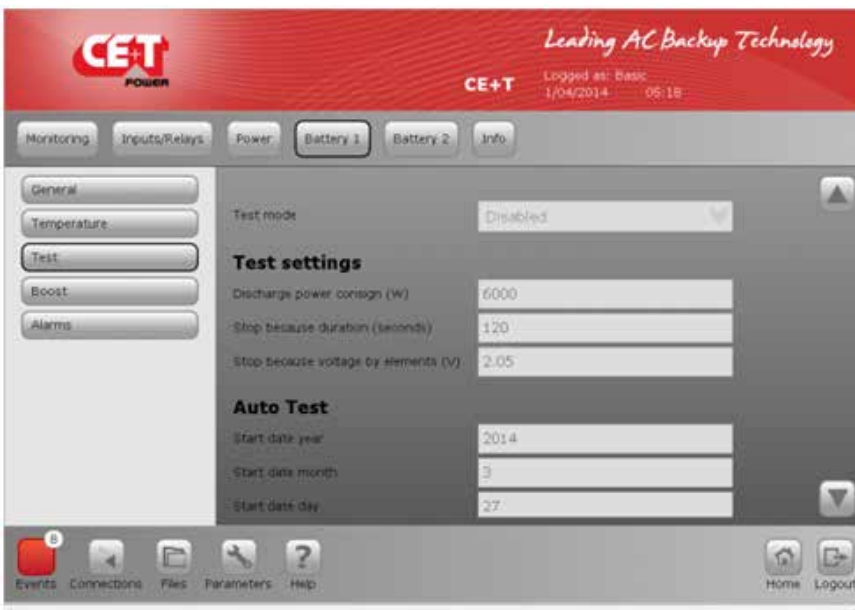 CE+T
POWER
Leading AC Backup Technology
CE+T
Logged as: Basic
1/04/2014 05:18
Monitoring Inputs/Relays Power Battery 1 Battery 2 Info
General
Temperature
Test
Boost
Alarms
Test mode Disabled
Test settings
Discharge power consign (W) 6000
Stop because duration (seconds) 120
Stop because voltage by elements (V) 2.05
Auto Test
Start date year 2014
Start date month 3
Start date day 27
8
Events Connections Files Parameters Help Home Logout